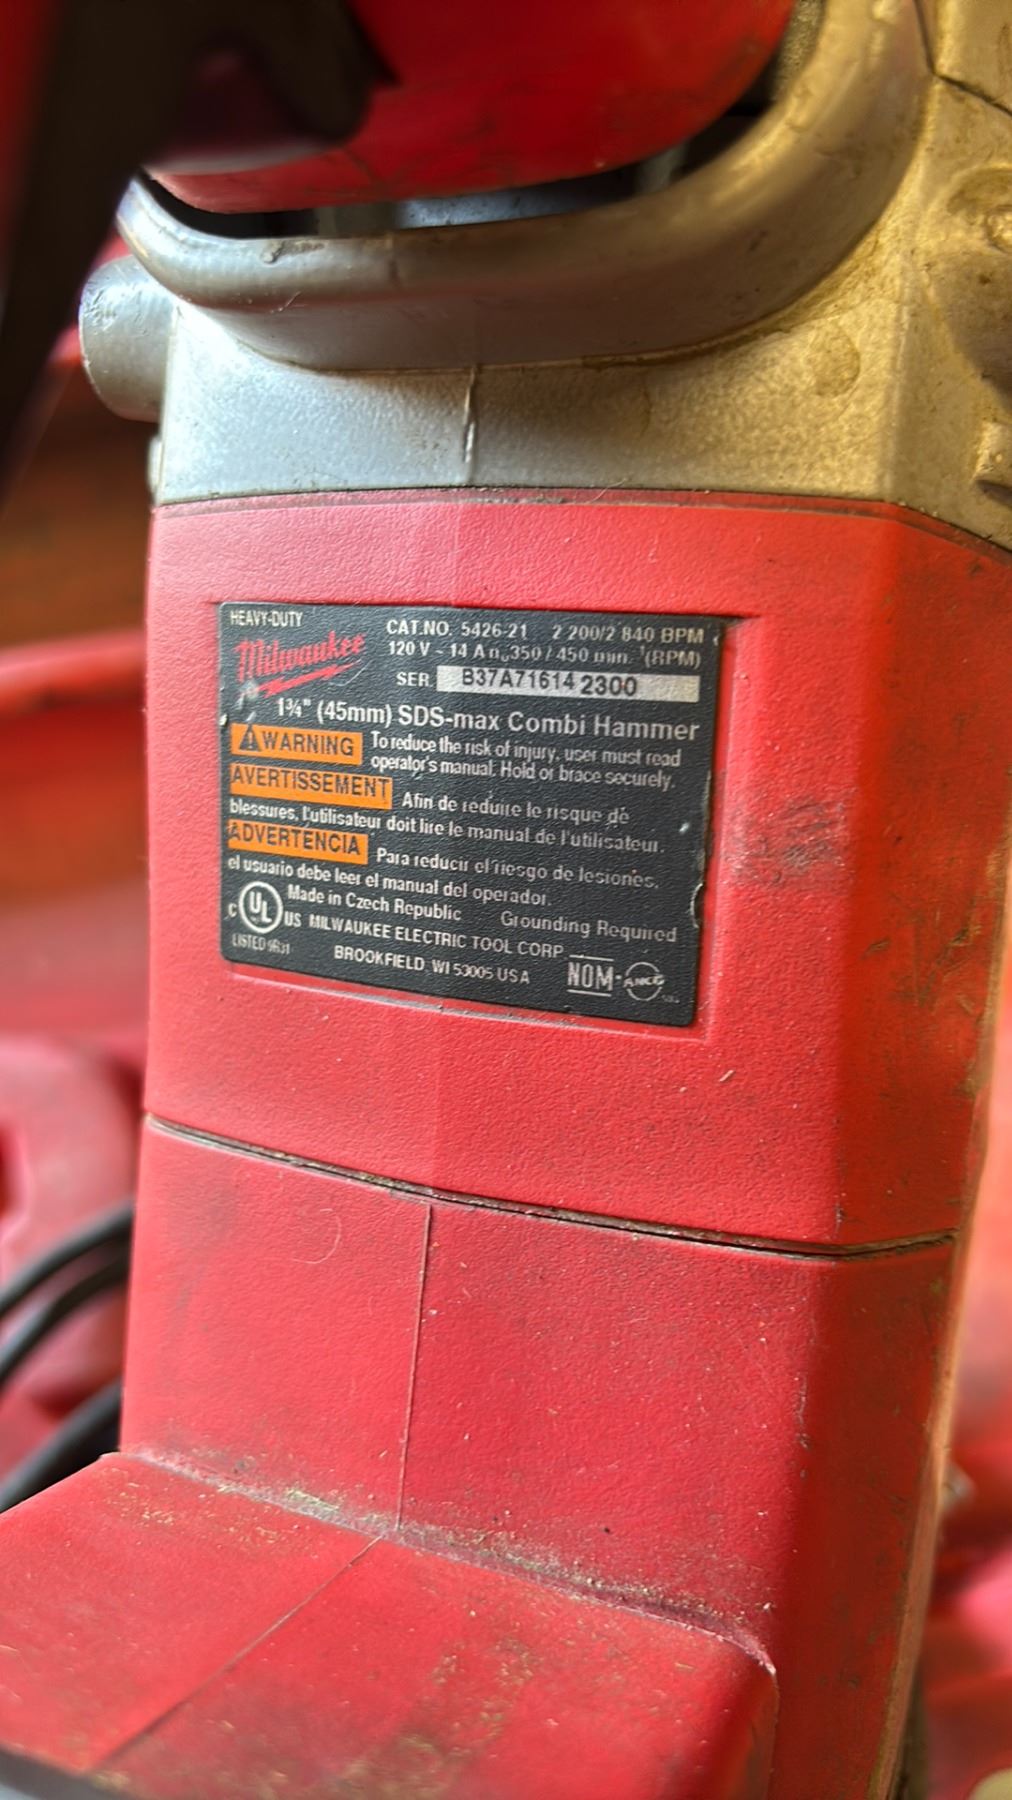 HEAVY-DUTY
Milwaukee
CAT.NO. 5426-21 2 200/2 840 BPM
120 V ~ 14 A n₀350 / 450 min.⁻¹(RPM)
SER. B37A71614 2300
1¾" (45mm) SDS-max Combi Hammer
WARNING To reduce the risk of injury, user must read
operator's manual. Hold or brace securely.
AVERTISSEMENT Afin de réduire le risque de
blessures, l'utilisateur doit lire le manual de l'utilisateur.
ADVERTENCIA Para reducir el riesgo de lesiones,
el usuario debe leer el manual del operador.
C UL US Made in Czech Republic Grounding Required
LISTED MILWAUKEE ELECTRIC TOOL CORP.
BROOKFIELD, WI 53005 USA NOM-ANCE